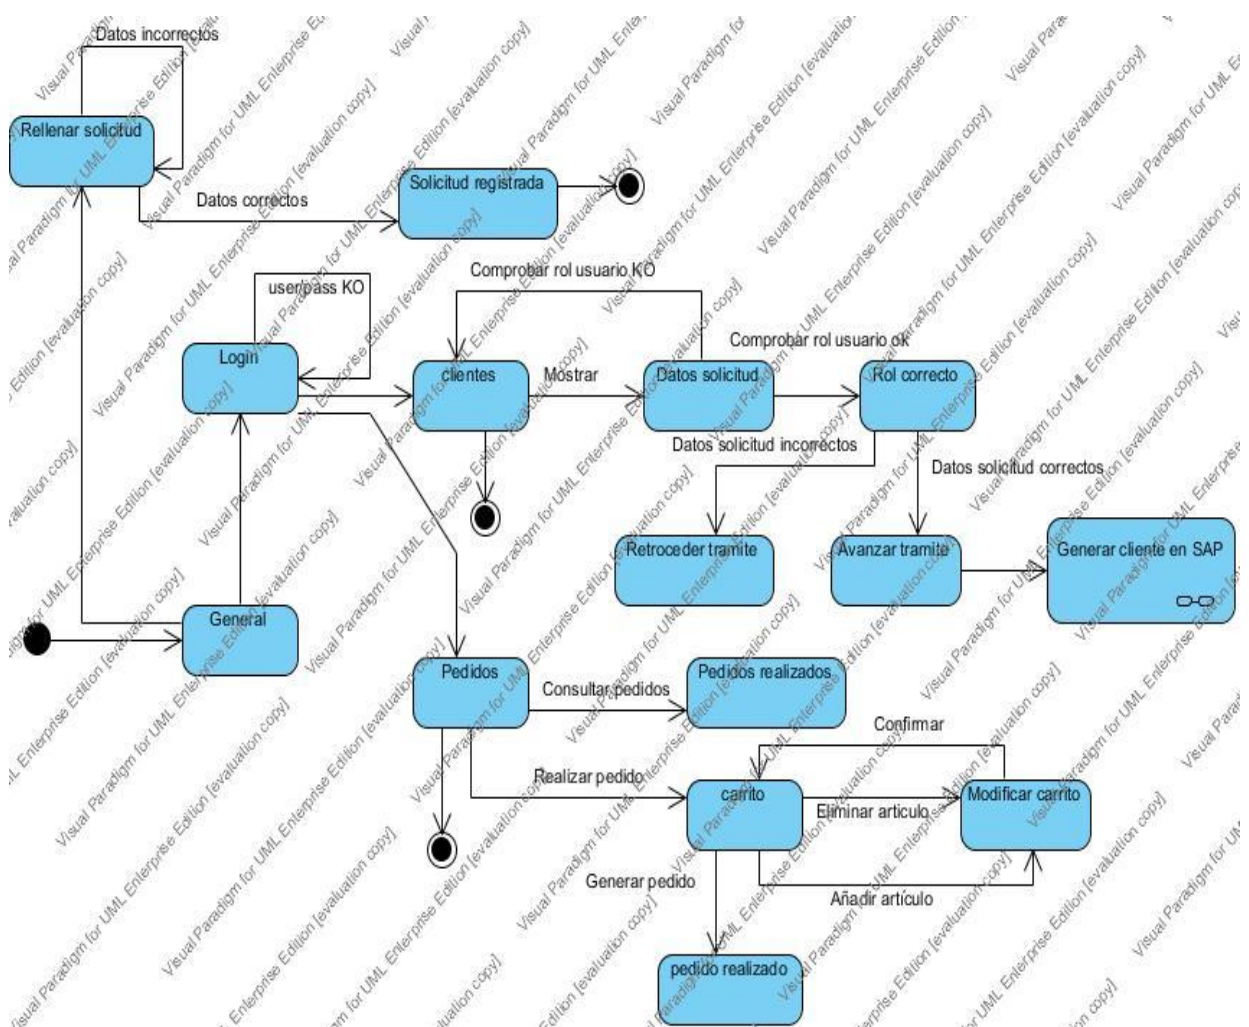 Datos incorrectos
Rellenar solicitud
Solicitud registrada
Datos correctos
Comprobar rol usuario KO
user/pass KO
Comprobar rol usuario ok
Login
clientes
Mostrar
Datos solicitud
Rol correcto
Datos solicitud incorrectos
Datos solicitud correctos
Retroceder tramite
Avanzar tramite
Generar cliente en SAP
General
Pedidos
Consultar pedidos
Pedidos realizados
Confirmar
Realizar pedido
carrito
Eliminar articulo
Modificar carrito
Generar pedido
Añadir artículo
pedido realizado
Visual Paradigm for UML Enterprise Edition [evaluation copy]